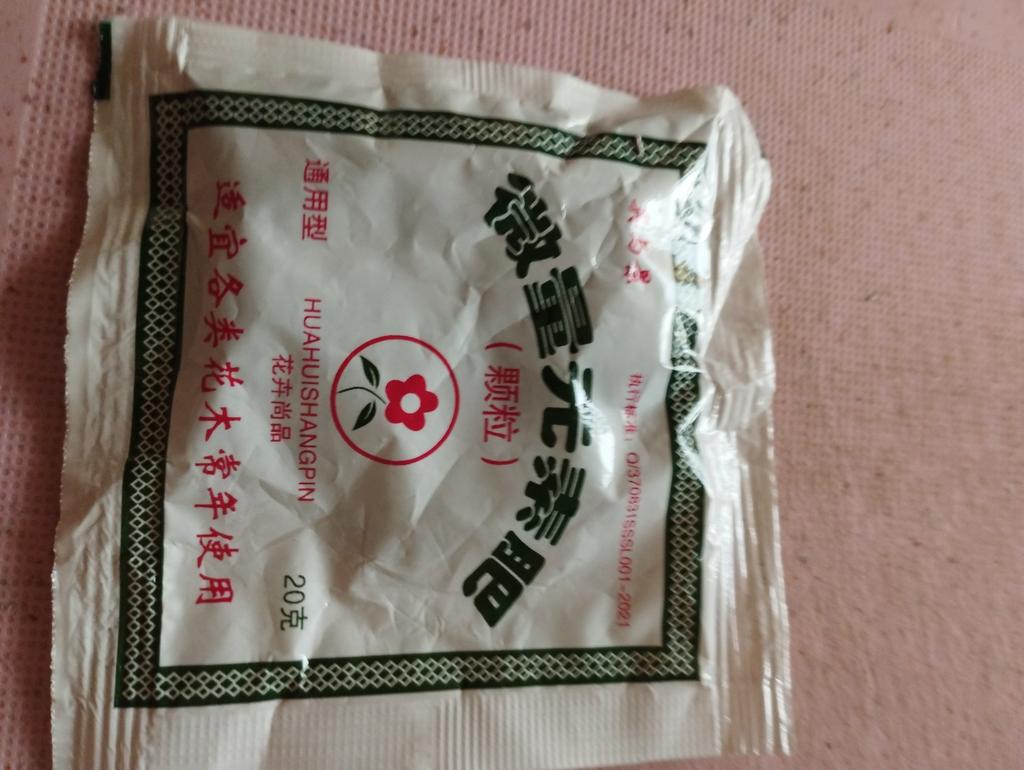 执行标准：Q/370831SSL001-2021
微量元素肥
（颗粒）
通用型
HUAHUISHANGPIN
花卉尚品
20克
适宜各类花木常年使用